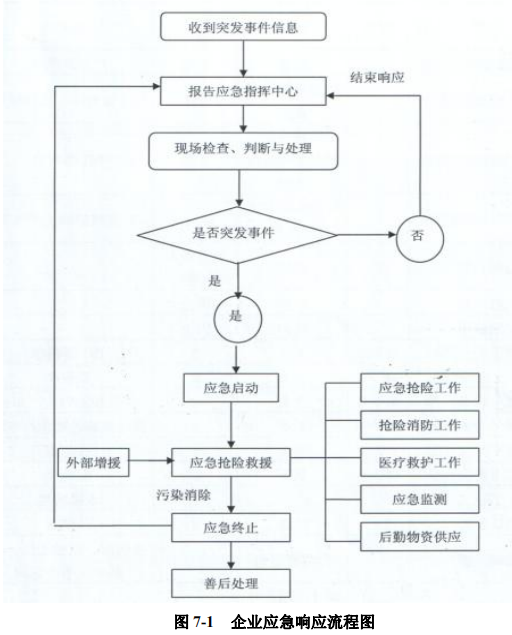 收到突发事件信息
结束响应
报告应急指挥中心
现场检查、判断与处理
是否突发事件
否
是
是
应急启动
应急抢险工作
抢险消防工作
外部增援
应急抢险救援
医疗救护工作
污染消除
应急监测
应急终止
后勤物资供应
善后处理
图 7-1 企业应急响应流程图